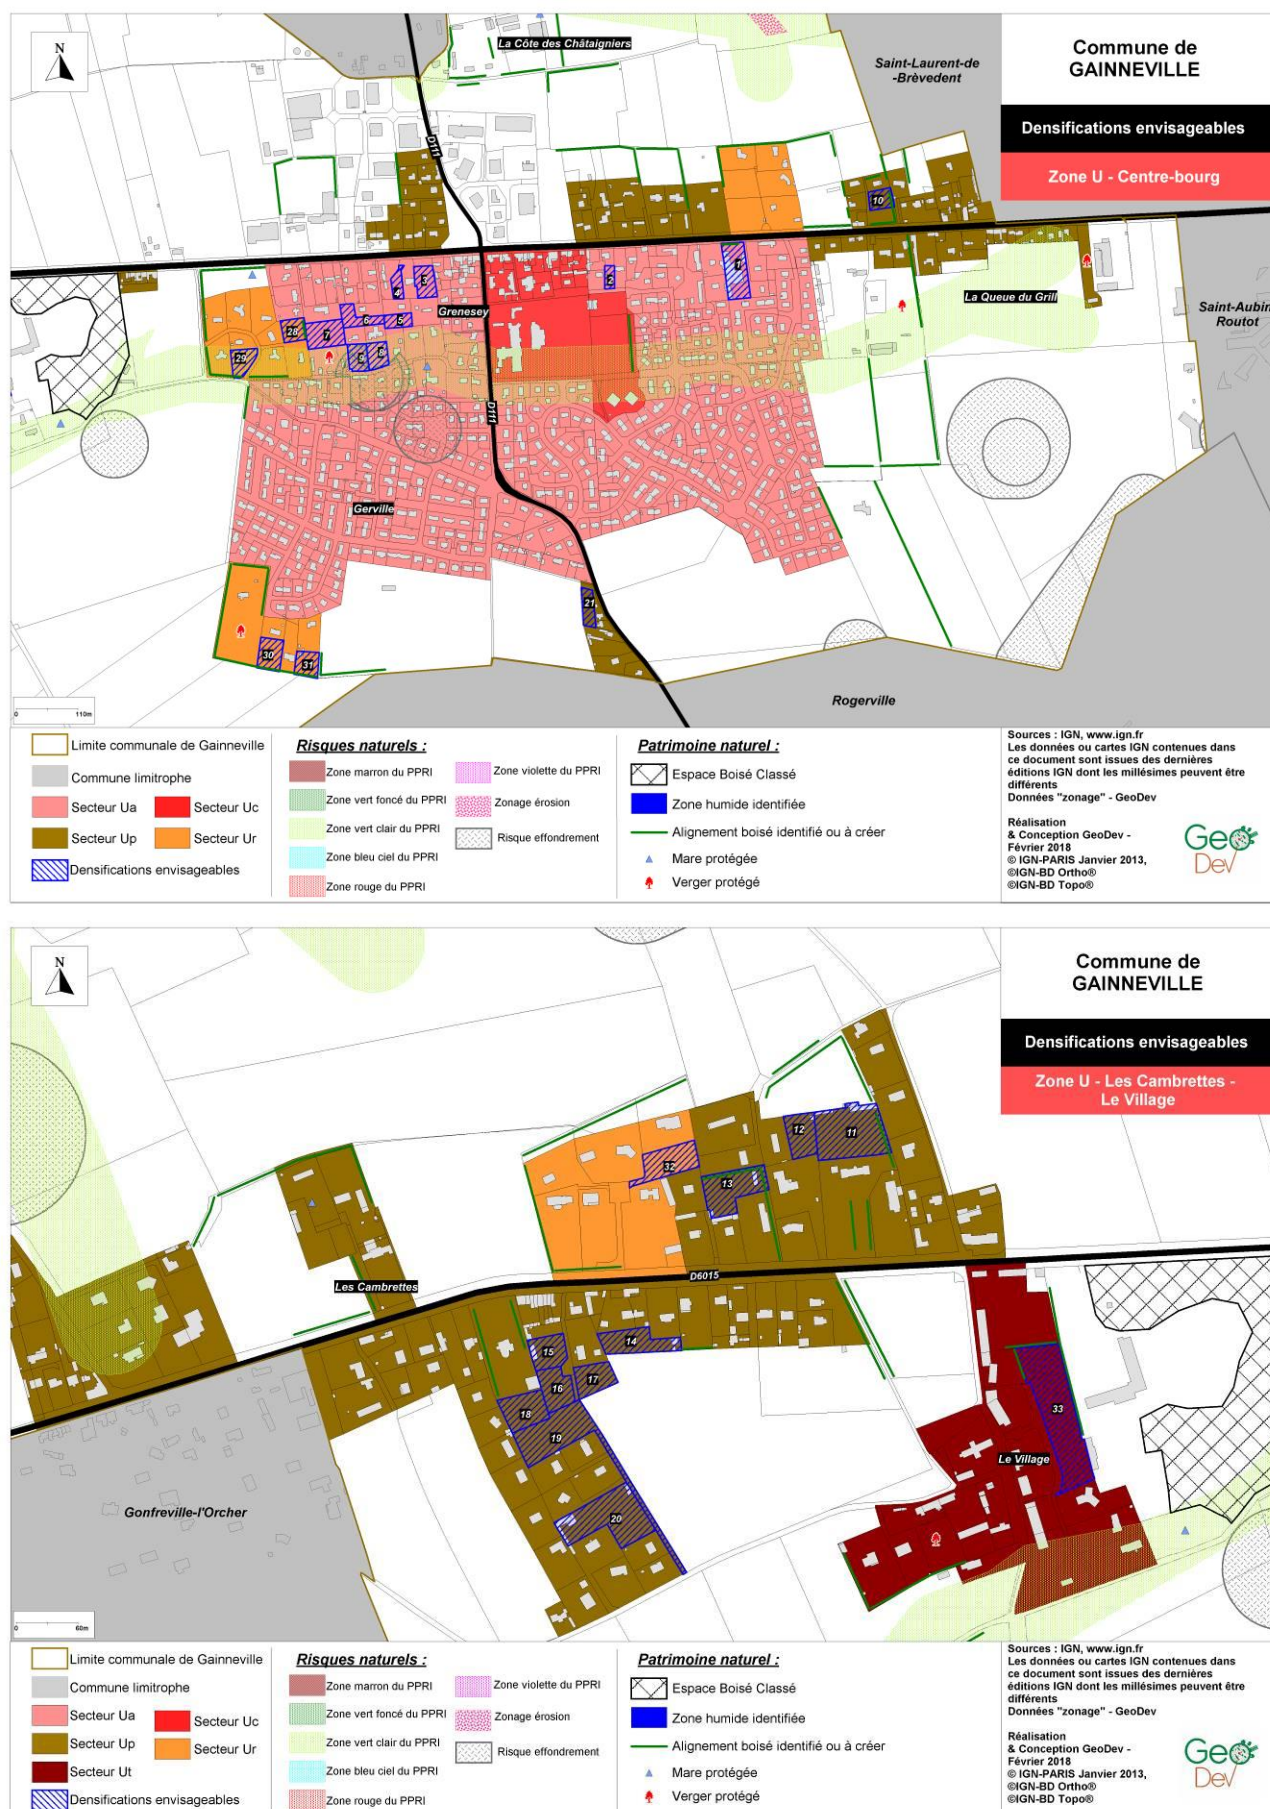 N
La Côte des Châtaigniers
Saint-Laurent-de
-Brèvedent
Commune de
GAINNEVILLE
Densifications envisageables
Zone U - Centre-bourg
D111
10
1
2
3
4
Grenesey
La Queue du Grill
Saint-Aubin
Routot
5
6
7
28
29
8
9
D111
Gerville
21
30
31
Rogerville
0 110m
Limite communale de Gainneville
Commune limitrophe
Secteur Ua
Secteur Uc
Secteur Up
Secteur Ur
Densifications envisageables
Risques naturels :
Zone marron du PPRI
Zone vert foncé du PPRI
Zone vert clair du PPRI
Zone bleu ciel du PPRI
Zone rouge du PPRI
Zone violette du PPRI
Zonage érosion
Risque effondrement
Patrimoine naturel :
Espace Boisé Classé
Zone humide identifiée
Alignement boisé identifié ou à créer
Mare protégée
Verger protégé
Sources : IGN, www.ign.fr
Les données ou cartes IGN contenues dans
ce document sont issues des dernières
éditions IGN dont les millésimes peuvent être
différents
Données "zonage" - GeoDev
Réalisation
& Conception GeoDev -
Février 2018
© IGN-PARIS Janvier 2013,
©IGN-BD Ortho®
©IGN-BD Topo®
Geo
Dev
N
Commune de
GAINNEVILLE
Densifications envisageables
Zone U - Les Cambrettes -
Le Village
12
11
32
13
Les Cambrettes
D6015
14
15
16
17
18
19
20
33
Le Village
Gonfreville-l'Orcher
0 60m
Limite communale de Gainneville
Commune limitrophe
Secteur Ua
Secteur Uc
Secteur Up
Secteur Ur
Secteur Ut
Densifications envisageables
Risques naturels :
Zone marron du PPRI
Zone vert foncé du PPRI
Zone vert clair du PPRI
Zone bleu ciel du PPRI
Zone rouge du PPRI
Zone violette du PPRI
Zonage érosion
Risque effondrement
Patrimoine naturel :
Espace Boisé Classé
Zone humide identifiée
Alignement boisé identifié ou à créer
Mare protégée
Verger protégé
Sources : IGN, www.ign.fr
Les données ou cartes IGN contenues dans
ce document sont issues des dernières
éditions IGN dont les millésimes peuvent être
différents
Données "zonage" - GeoDev
Réalisation
& Conception GeoDev -
Février 2018
© IGN-PARIS Janvier 2013,
©IGN-BD Ortho®
©IGN-BD Topo®
Geo
Dev